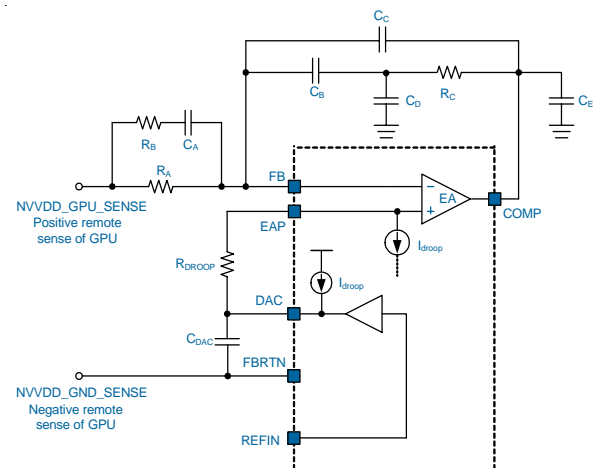 C_C
C_B
R_C
C_D
C_E
R_B
C_A
R_A
FB
NVVDD_GPU_SENSE
Positive remote
sense of GPU
−
EA
+
COMP
EAP
I_droop
R_DROOP
I_droop
DAC
C_DAC
FBRTN
NVVDD_GND_SENSE
Negative remote
sense of GPU
REFIN